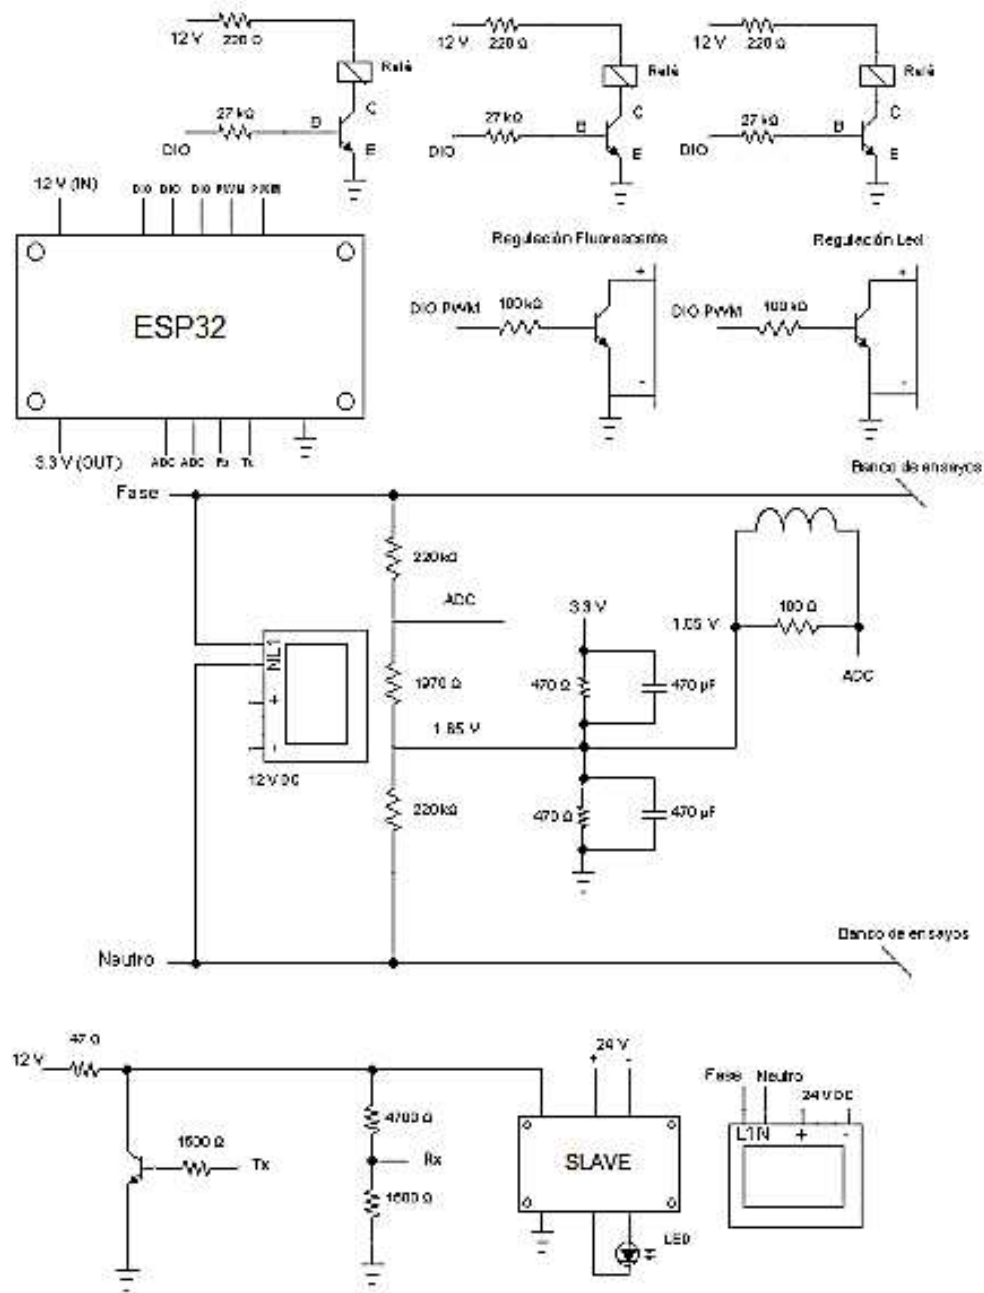 12 V 220 Ω
Relé
C
B
27 kΩ
E
DIO
12 V 220 Ω
Relé
C
B
27 kΩ
E
DIO
12 V 220 Ω
Relé
C
B
27 kΩ
E
DIO
12 V (IN)
DIO DIO DIO PWM PWM
ESP32
3.3 V (OUT)
ADC ADC Rx Tx
Regulación Fluorescente
+
DIO PWM 100 kΩ
-
Regulación Led
+
DIO PWM 100 kΩ
-
Banco de ensayos
Fase
220 kΩ
ADC
3.3 V
1.65 V
100 Ω
ADC
NL1
+
-
12 V DC
1970 Ω
470 Ω
470 µF
1.65 V
220 kΩ
470 Ω
470 µF
Banco de ensayos
Neutro
47 Ω
12 V
1500 Ω
Tx
4700 Ω
Rx
1500 Ω
24 V
+ -
SLAVE
LED
Fase Neutro
24 V DC
L1N + -